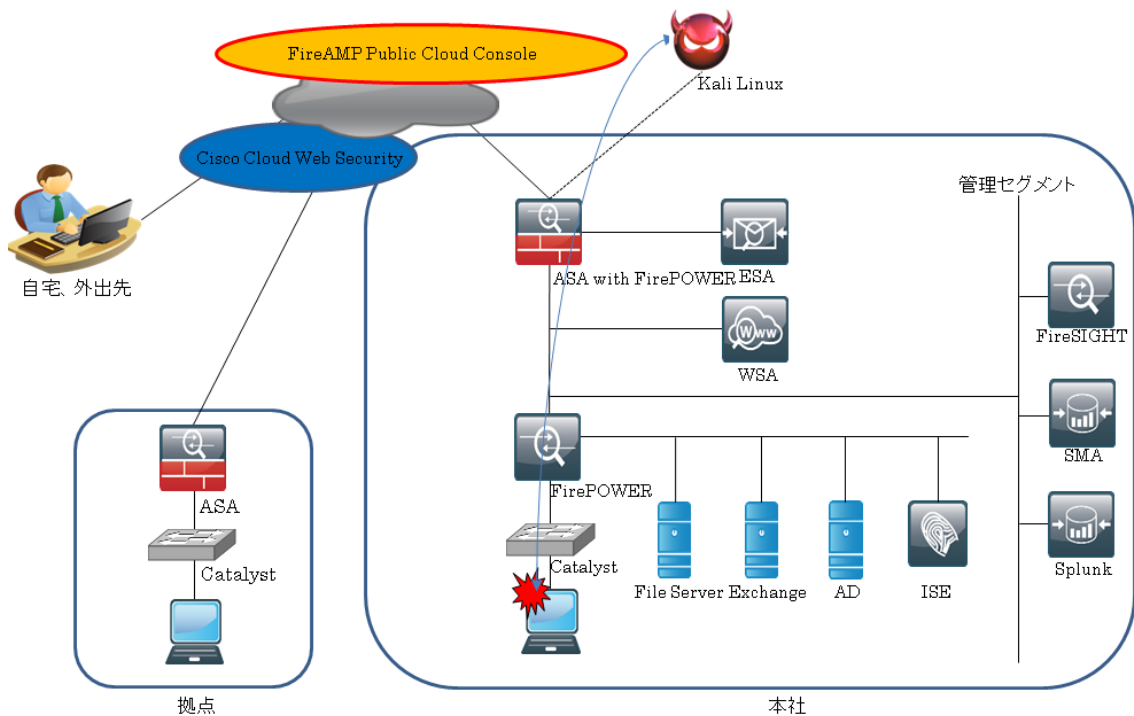 FireAMP Public Cloud Console
Kali Linux
Cisco Cloud Web Security
管理セグメント
自宅、外出先
ASA with FirePOWER
ESA
WSA
FireSIGHT
SMA
Splunk
FirePOWER
Catalyst
File Server
Exchange
AD
ISE
ASA
Catalyst
拠点
本社